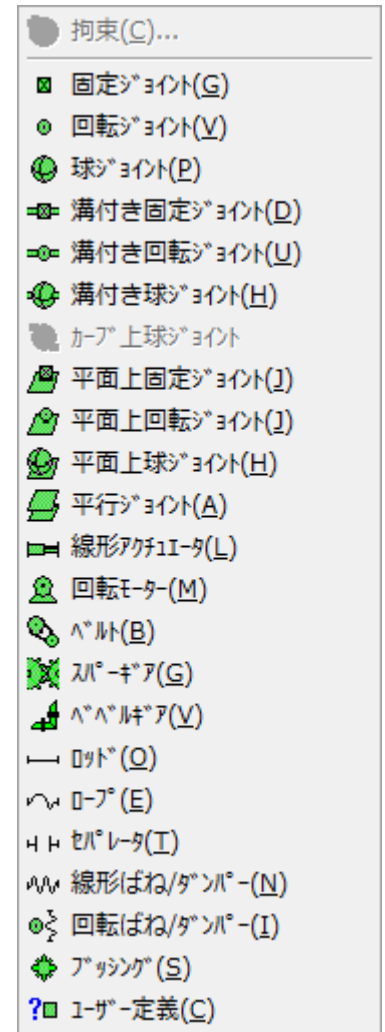 拘束(C)...
固定ｼﾞｮｲﾝﾄ(G)
回転ｼﾞｮｲﾝﾄ(V)
球ｼﾞｮｲﾝﾄ(P)
溝付き固定ｼﾞｮｲﾝﾄ(D)
溝付き回転ｼﾞｮｲﾝﾄ(U)
溝付き球ｼﾞｮｲﾝﾄ(H)
ｶｰﾌﾞ上球ｼﾞｮｲﾝﾄ
平面上固定ｼﾞｮｲﾝﾄ(J)
平面上回転ｼﾞｮｲﾝﾄ(J)
平面上球ｼﾞｮｲﾝﾄ(H)
平行ｼﾞｮｲﾝﾄ(A)
線形ｱｸﾁｭｴｰﾀ(L)
回転ﾓｰﾀｰ(M)
ﾍﾞﾙﾄ(B)
ｽﾊﾟｰｷﾞｱ(G)
ﾍﾞﾍﾞﾙｷﾞｱ(V)
ﾛｯﾄﾞ(O)
ﾛｰﾌﾟ(E)
ｾﾊﾟﾚｰﾀ(T)
線形ばね/ﾀﾞﾝﾊﾟｰ(N)
回転ばね/ﾀﾞﾝﾊﾟｰ(I)
ﾌﾞｯｼﾝｸﾞ(S)
ﾕｰｻﾞｰ定義(C)